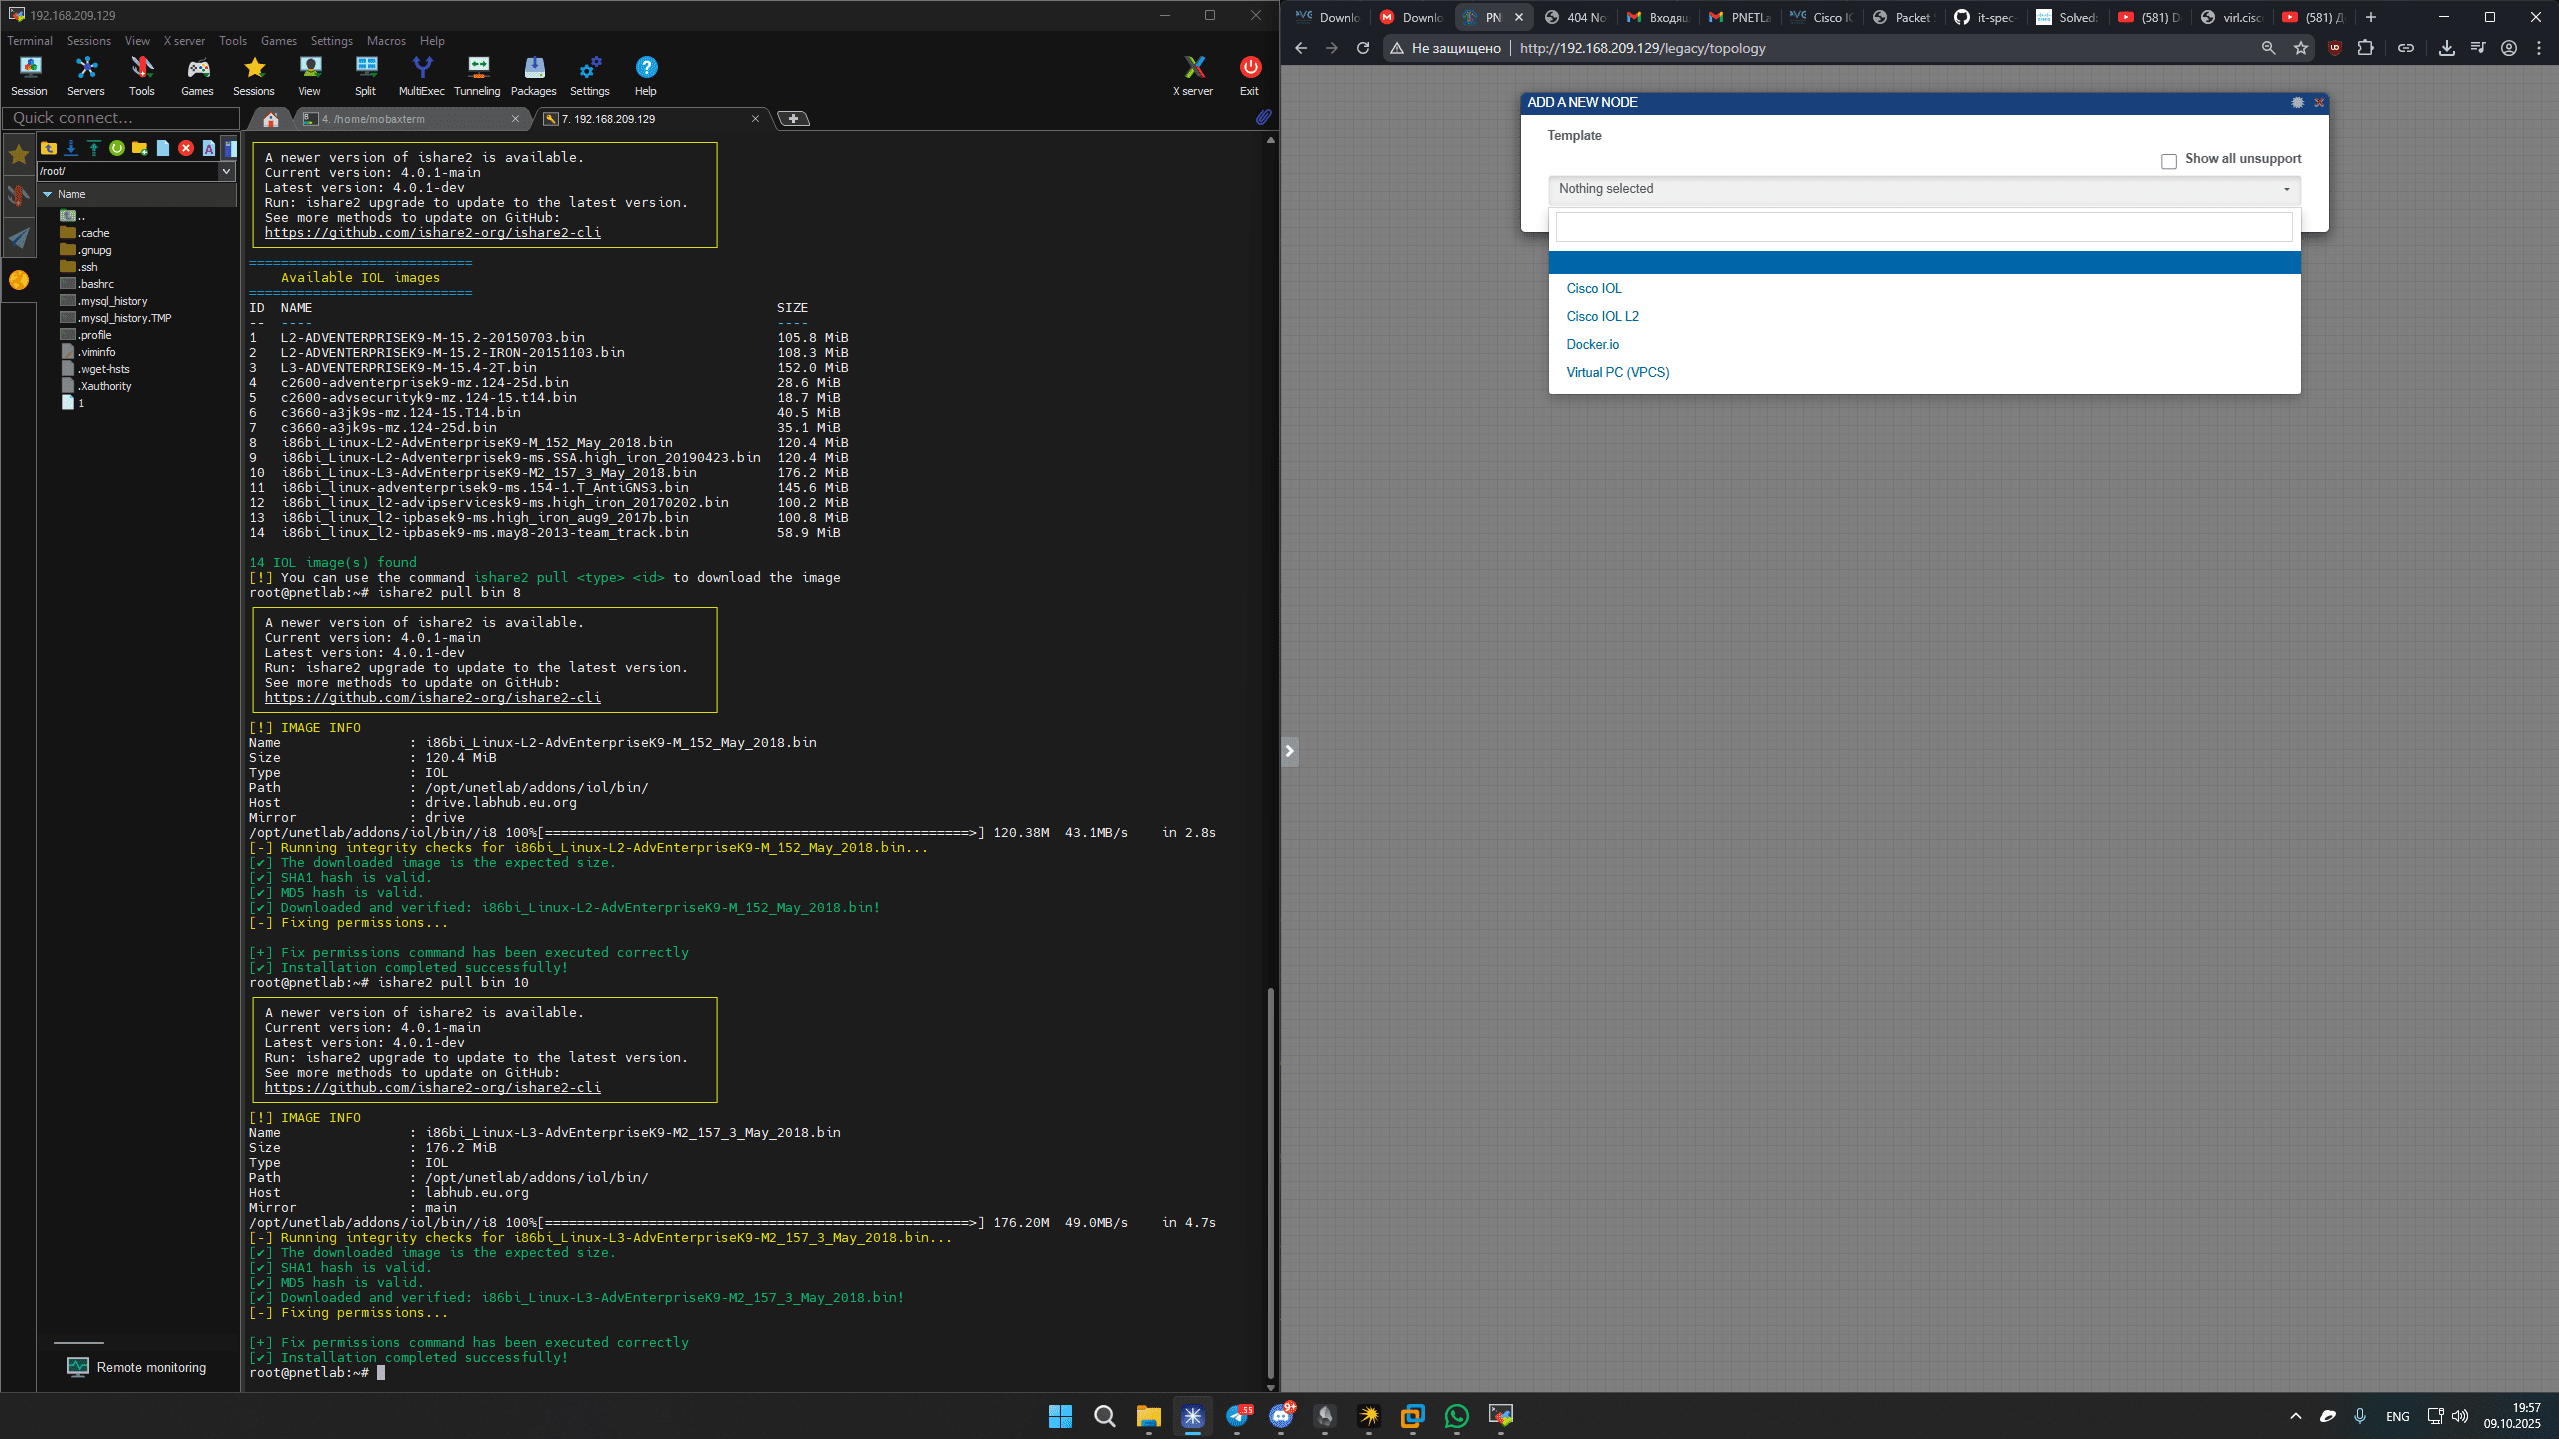 192.168.209.129
Terminal Sessions View X server Tools Games Settings Macros Help
Session Servers Tools Games Sessions View Split MultiExec Tunneling Packages Settings Help X server Exit
Quick connect...
4. /home/mobaxterm
7. 192.168.209.129
/root/
Name
..
.cache
.gnupg
.ssh
.bashrc
.mysql_history
.mysql_history.TMP
.profile
.viminfo
.wget-hsts
.Xauthority
1
Remote monitoring
A newer version of ishare2 is available.
Current version: 4.0.1-main
Latest version: 4.0.1-dev
Run: ishare2 upgrade to update to the latest version.
See more methods to update on GitHub:
https://github.com/ishare2-org/ishare2-cli
============================
Available IOL images
============================
ID NAME SIZE
-- ---- ----
1 L2-ADVENTERPRISEK9-M-15.2-20150703.bin 105.8 MiB
2 L2-ADVENTERPRISEK9-M-15.2-IRON-20151103.bin 108.3 MiB
3 L3-ADVENTERPRISEK9-M-15.4-2T.bin 152.0 MiB
4 c2600-adventerprisek9-mz.124-25d.bin 28.6 MiB
5 c2600-advsecurityk9-mz.124-15.t14.bin 18.7 MiB
6 c3660-a3jk9s-mz.124-15.T14.bin 40.5 MiB
7 c3660-a3jk9s-mz.124-25d.bin 35.1 MiB
8 i86bi_Linux-L2-AdvEnterpriseK9-M_152_May_2018.bin 120.4 MiB
9 i86bi_Linux-L2-Adventerprisek9-ms.SSA.high_iron_20190423.bin 120.4 MiB
10 i86bi_Linux-L3-AdvEnterpriseK9-M2_157_3_May_2018.bin 176.2 MiB
11 i86bi_linux-adventerprisek9-ms.154-1.T_AntiGNS3.bin 145.6 MiB
12 i86bi_linux_l2-advipservicesk9-ms.high_iron_20170202.bin 100.2 MiB
13 i86bi_linux_l2-ipbasek9-ms.high_iron_aug9_2017b.bin 100.8 MiB
14 i86bi_linux_l2-ipbasek9-ms.may8-2013-team_track.bin 58.9 MiB
14 IOL image(s) found
[!] You can use the command ishare2 pull <type> <id> to download the image
root@pnetlab:~# ishare2 pull bin 8
A newer version of ishare2 is available.
Current version: 4.0.1-main
Latest version: 4.0.1-dev
Run: ishare2 upgrade to update to the latest version.
See more methods to update on GitHub:
https://github.com/ishare2-org/ishare2-cli
[!] IMAGE INFO
Name : i86bi_Linux-L2-AdvEnterpriseK9-M_152_May_2018.bin
Size : 120.4 MiB
Type : IOL
Path : /opt/unetlab/addons/iol/bin/
Host : drive.labhub.eu.org
Mirror : drive
/opt/unetlab/addons/iol/bin//i8 100%[=====================================================>] 120.38M 43.1MB/s in 2.8s
[-] Running integrity checks for i86bi_Linux-L2-AdvEnterpriseK9-M_152_May_2018.bin...
[✔] The downloaded image is the expected size.
[✔] SHA1 hash is valid.
[✔] MD5 hash is valid.
[✔] Downloaded and verified: i86bi_Linux-L2-AdvEnterpriseK9-M_152_May_2018.bin!
[-] Fixing permissions...
[+] Fix permissions command has been executed correctly
[✔] Installation completed successfully!
root@pnetlab:~# ishare2 pull bin 10
A newer version of ishare2 is available.
Current version: 4.0.1-main
Latest version: 4.0.1-dev
Run: ishare2 upgrade to update to the latest version.
See more methods to update on GitHub:
https://github.com/ishare2-org/ishare2-cli
[!] IMAGE INFO
Name : i86bi_Linux-L3-AdvEnterpriseK9-M2_157_3_May_2018.bin
Size : 176.2 MiB
Type : IOL
Path : /opt/unetlab/addons/iol/bin/
Host : labhub.eu.org
Mirror : main
/opt/unetlab/addons/iol/bin//i8 100%[=====================================================>] 176.20M 49.0MB/s in 4.7s
[-] Running integrity checks for i86bi_Linux-L3-AdvEnterpriseK9-M2_157_3_May_2018.bin...
[✔] The downloaded image is the expected size.
[✔] SHA1 hash is valid.
[✔] MD5 hash is valid.
[✔] Downloaded and verified: i86bi_Linux-L3-AdvEnterpriseK9-M2_157_3_May_2018.bin!
[-] Fixing permissions...
[+] Fix permissions command has been executed correctly
[✔] Installation completed successfully!
root@pnetlab:~#
Downlo Downlo PN 404 No Входящ PNETLa Cisco IO Packet it-spec- Solved: (581) D virl.cisc (581) Д
Не защищено http://192.168.209.129/legacy/topology
ADD A NEW NODE
Template
Show all unsupport
Nothing selected
Cisco IOL
Cisco IOL L2
Docker.io
Virtual PC (VPCS)
55
9+
ENG
19:57
09.10.2025